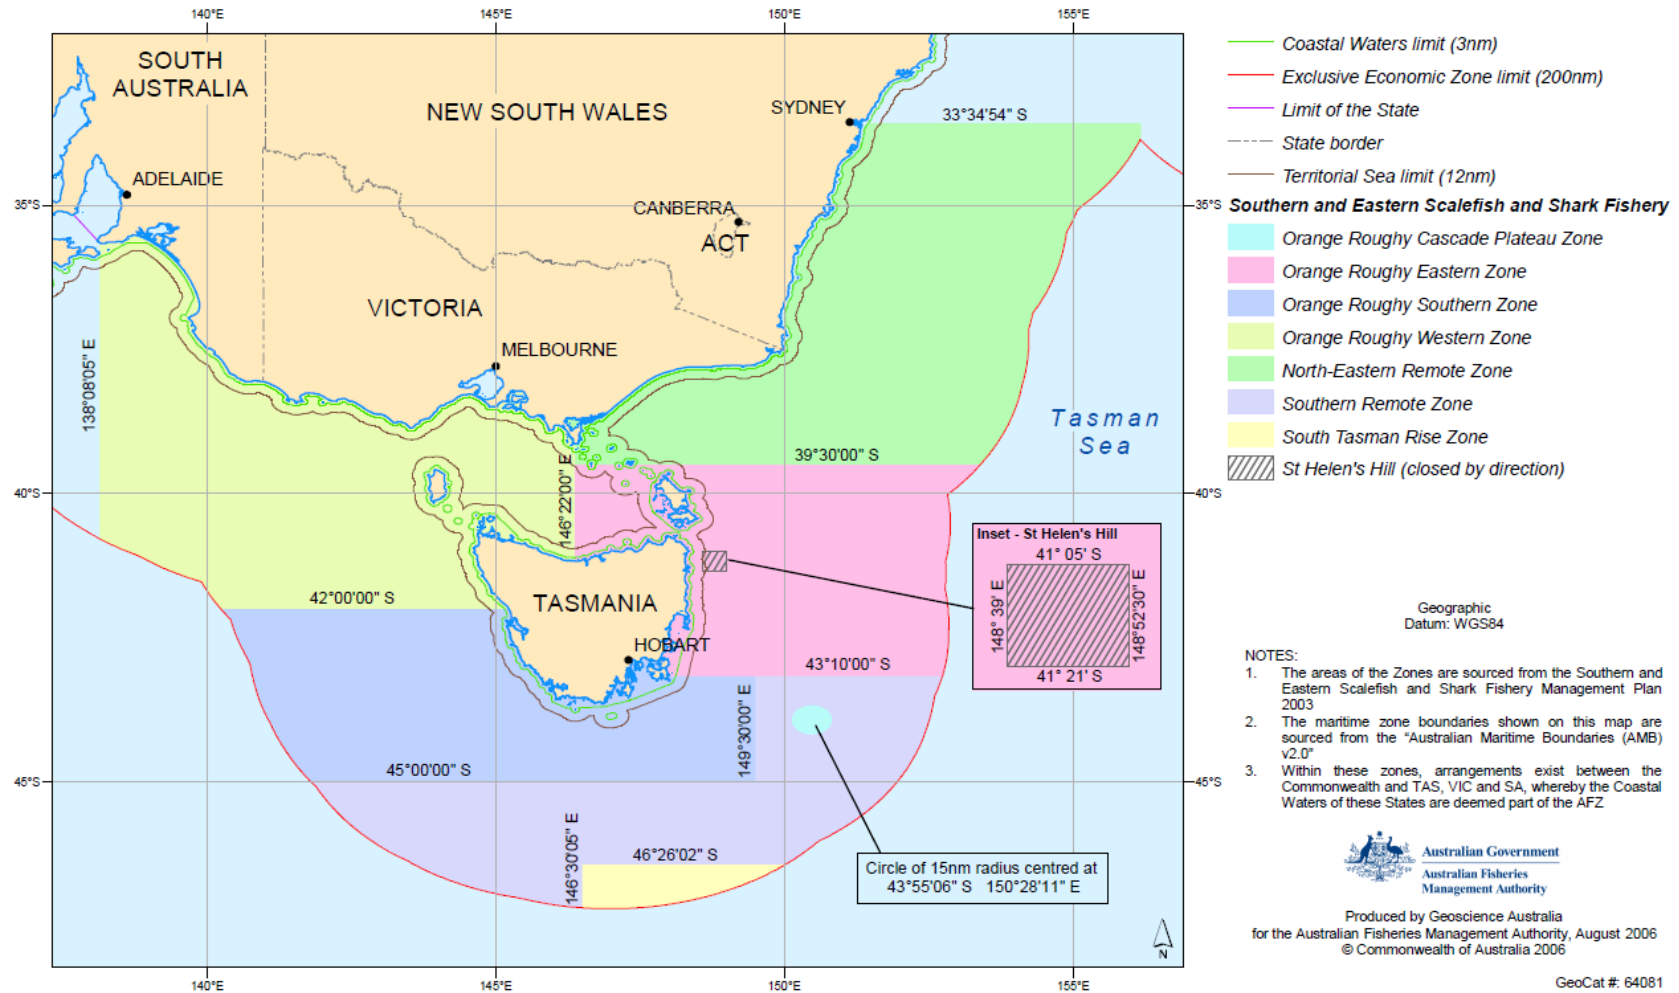 140°E
145°E
150°E
155°E
SOUTH
AUSTRALIA
NEW SOUTH WALES
SYDNEY
33°34'54" S
ADELAIDE
35°S
CANBERRA
ACT
35°S
VICTORIA
MELBOURNE
138°08'05" E
Tasman
Sea
39°30'00" S
146°22'00" E
40°S
40°S
Inset - St Helen's Hill
41° 05' S
148° 39' E
148°52'30" E
41° 21' S
42°00'00" S
TASMANIA
HOBART
43°10'00" S
149°30'00" E
45°00'00" S
45°S
45°S
146°30'05" E
46°26'02" S
Circle of 15nm radius centred at
43°55'06" S 150°28'11" E
N
140°E
145°E
150°E
155°E
Coastal Waters limit (3nm)
Exclusive Economic Zone limit (200nm)
Limit of the State
State border
Territorial Sea limit (12nm)
Southern and Eastern Scalefish and Shark Fishery
Orange Roughy Cascade Plateau Zone
Orange Roughy Eastern Zone
Orange Roughy Southern Zone
Orange Roughy Western Zone
North-Eastern Remote Zone
Southern Remote Zone
South Tasman Rise Zone
St Helen's Hill (closed by direction)
Geographic
Datum: WGS84
NOTES:
1. The areas of the Zones are sourced from the Southern and
Eastern Scalefish and Shark Fishery Management Plan
2003
2. The maritime zone boundaries shown on this map are
sourced from the "Australian Maritime Boundaries (AMB)
v2.0"
3. Within these zones, arrangements exist between the
Commonwealth and TAS, VIC and SA, whereby the Coastal
Waters of these States are deemed part of the AFZ
Australian Government
Australian Fisheries
Management Authority
Produced by Geoscience Australia
for the Australian Fisheries Management Authority, August 2006
© Commonwealth of Australia 2006
GeoCat #: 64081